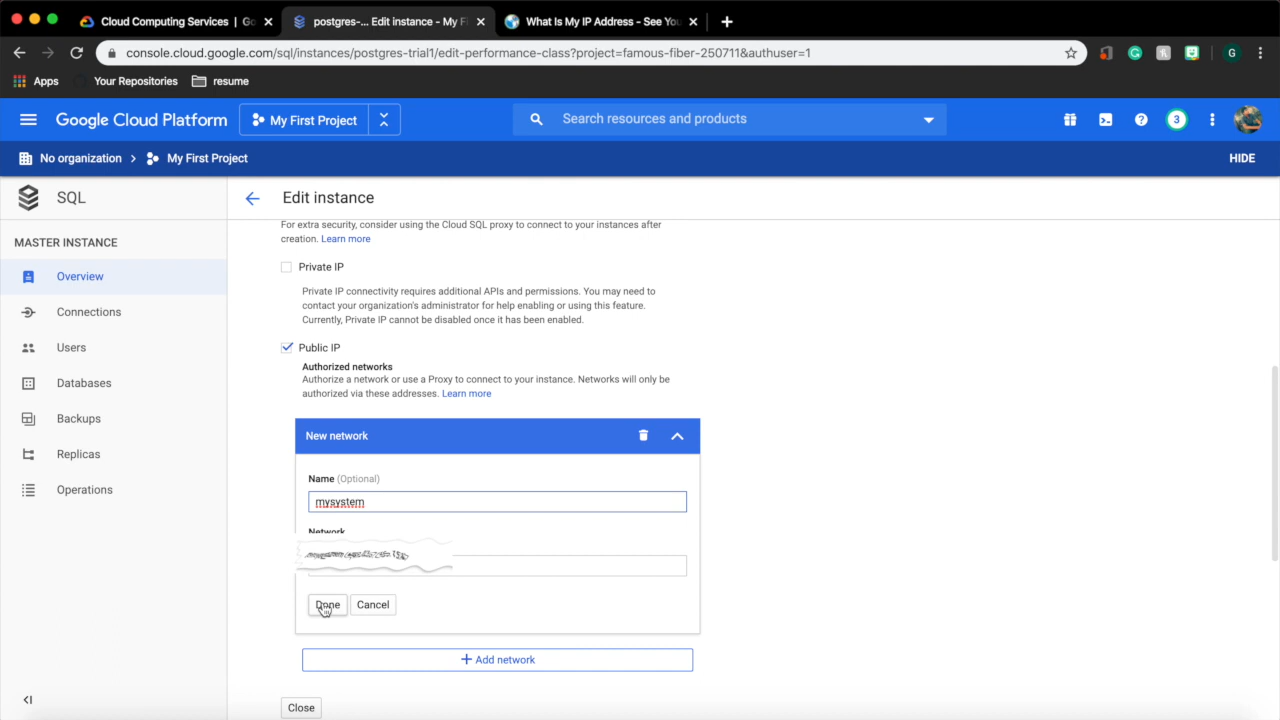 Cloud Computing Services | G
postgres-... Edit instance - My F
What Is My IP Address - See You
console.cloud.google.com/sql/instances/postgres-trial1/edit-performance-class?project=famous-fiber-250711&authuser=1
G
Apps
Your Repositories
resume
Google Cloud Platform
My First Project
Search resources and products
3
No organization
My First Project
HIDE
SQL
Edit instance
MASTER INSTANCE
Overview
Connections
Users
Databases
Backups
Replicas
Operations
For extra security, consider using the Cloud SQL proxy to connect to your instances after
creation. Learn more
Private IP
Private IP connectivity requires additional APIs and permissions. You may need to
contact your organization's administrator for help enabling or using this feature.
Currently, Private IP cannot be disabled once it has been enabled.
Public IP
Authorized networks
Authorize a network or use a Proxy to connect to your instance. Networks will only be
authorized via these addresses. Learn more
New network
Name (Optional)
mysystem
Network
Done
Cancel
+ Add network
Close